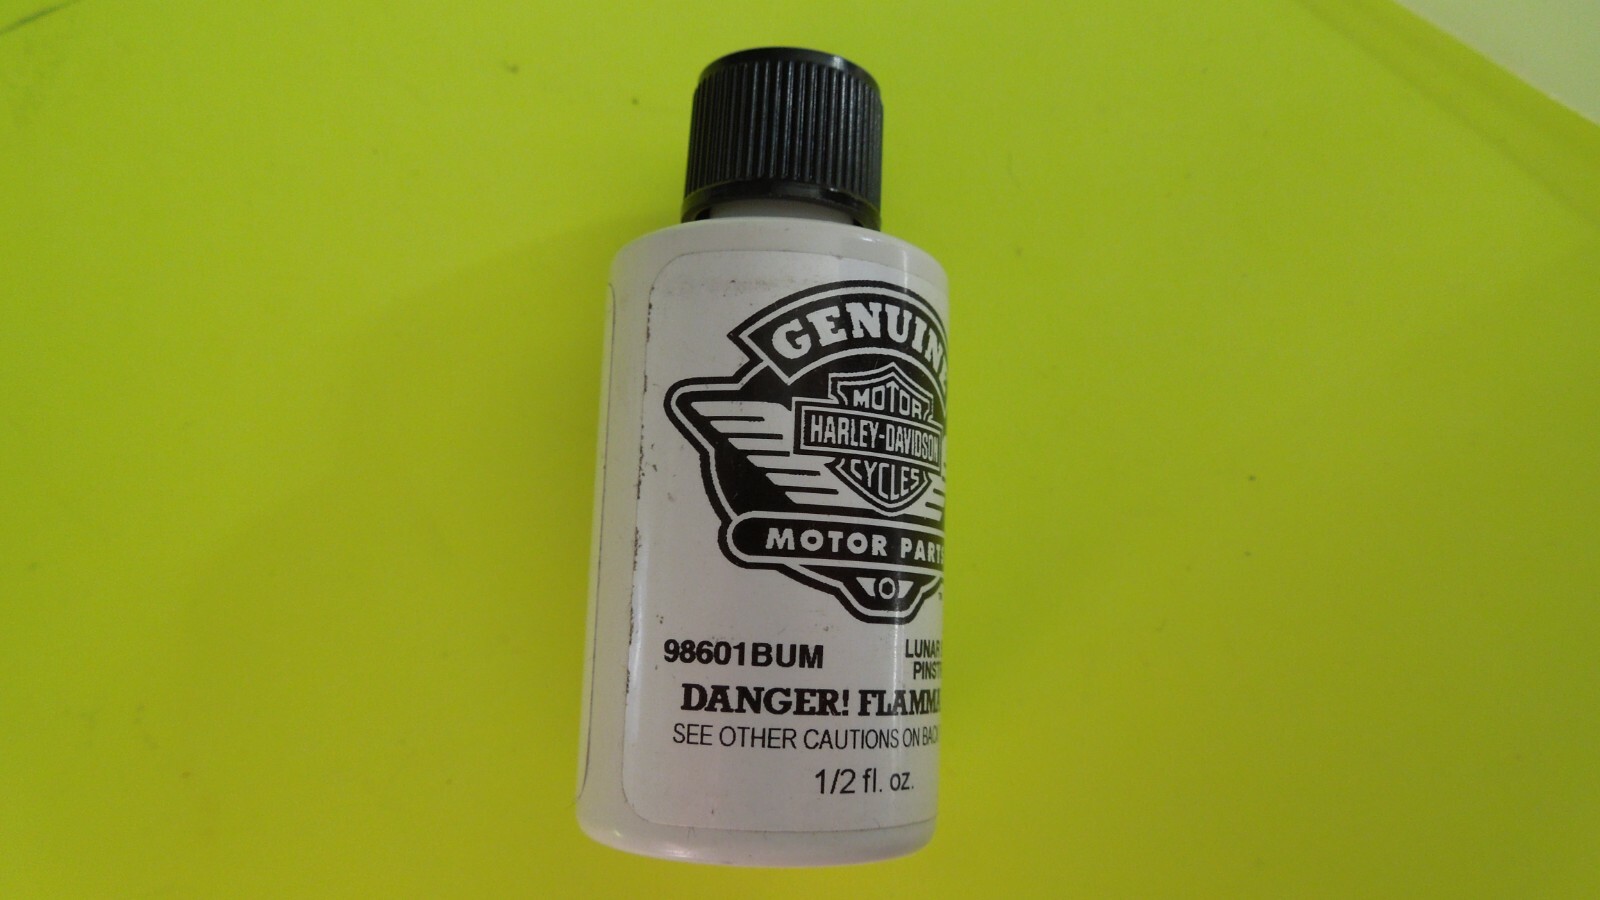 GENUINE
MOTOR
HARLEY-DAVIDSON
CYCLES
MOTOR PARTS
98601BUM LUNAR
DANGER! FLAMMA
SEE OTHER CAUTIONS ON BACK
1/2 fl. oz.